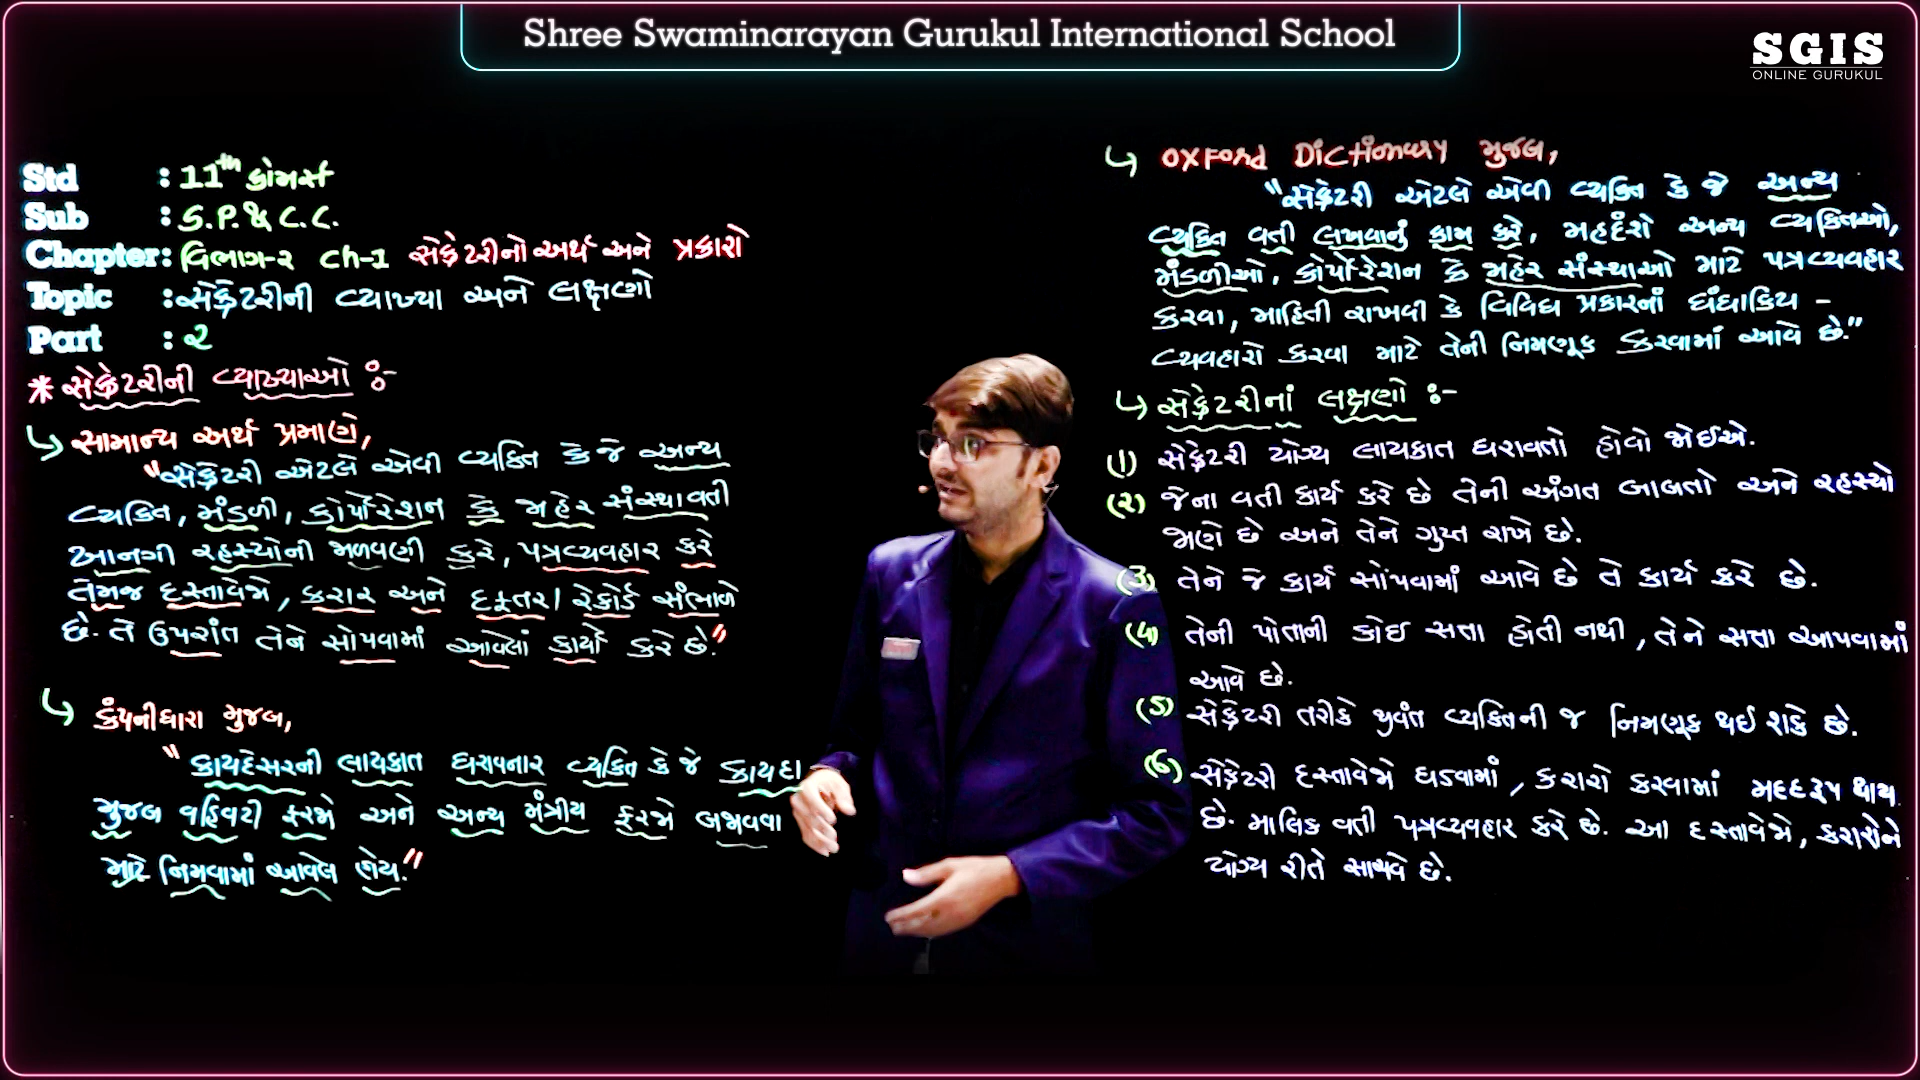 Shree Swaminarayan Gurukul International School
SGIS
ONLINE GURUKUL
Std : 11th કોમર્સ
Sub : S.P.& C.C.
Chapter: વિભાગ-૨ ch-1 સેક્રેટરીનો અર્થ અને પ્રકારો
Topic : સેક્રેટરીની વ્યાખ્યા અને લક્ષણો
Part : ૨
* સેક્રેટરીની વ્યાખ્યાઓ :-
સામાન્ય અર્થ પ્રમાણે,
"સેક્રેટરી એટલે એવી વ્યક્તિ કે જે અન્ય
વ્યક્તિ, મંડળી, કોર્પોરેશન કે જાહેર સંસ્થા વતી
ખાનગી રહસ્યોની જાળવણી કરે, પત્રવ્યવહાર કરે
તેમજ દસ્તાવેજો, કરાર અને દફતર/રેકોર્ડ સંભાળે
છે. તે ઉપરાંત તેને સોંપવામાં આવેલાં કાર્યો કરે છે."
કંપનીધારા મુજબ,
"કાયદેસરની લાયકાત ધરાવનાર વ્યક્તિ કે જે કાયદા
મુજબ વહિવટી ફરજો અને અન્ય મંત્રીય ફરજો બજાવવા
માટે નિમવામાં આવેલ હોય."
Oxford Dictionary મુજબ,
"સેક્રેટરી એટલે એવી વ્યક્તિ કે જે અન્ય
વ્યક્તિ વતી લખવાનું કામ કરે, મદદંશે અન્ય વ્યક્તિઓ,
મંડળીઓ, કોર્પોરેશન કે જાહેર સંસ્થાઓ માટે પત્રવ્યવહાર
કરવા, માહિતી રાખવી કે વિવિધ પ્રકારનાં ધંધાકિય -
વ્યવહારો કરવા માટે તેની નિમણૂક કરવામાં આવે છે."
સેક્રેટરીનાં લક્ષણો :-
(૧) સેક્રેટરી યોગ્ય લાયકાત ધરાવતો હોવો જોઈએ.
(૨) જેના વતી કાર્ય કરે છે તેની અંગત બાબતો અને રહસ્યો
જાણે છે અને તેને ગુપ્ત રાખે છે.
(૩) તેને જે કાર્ય સોંપવામાં આવે છે તે કાર્ય કરે છે.
(૪) તેની પોતાની કોઈ સત્તા હોતી નથી, તેને સત્તા આપવામાં
આવે છે.
(5) સેક્રેટરી તરીકે જીવંત વ્યક્તિની જ નિમણૂક થઈ શકે છે.
(6) સેક્રેટરી દસ્તાવેજો ઘડવામાં, કરારો કરવામાં મદદરૂપ થાય
છે. માલિક વતી પત્રવ્યવહાર કરે છે. આ દસ્તાવેજો, કરારોને
યોગ્ય રીતે સાચવે છે.